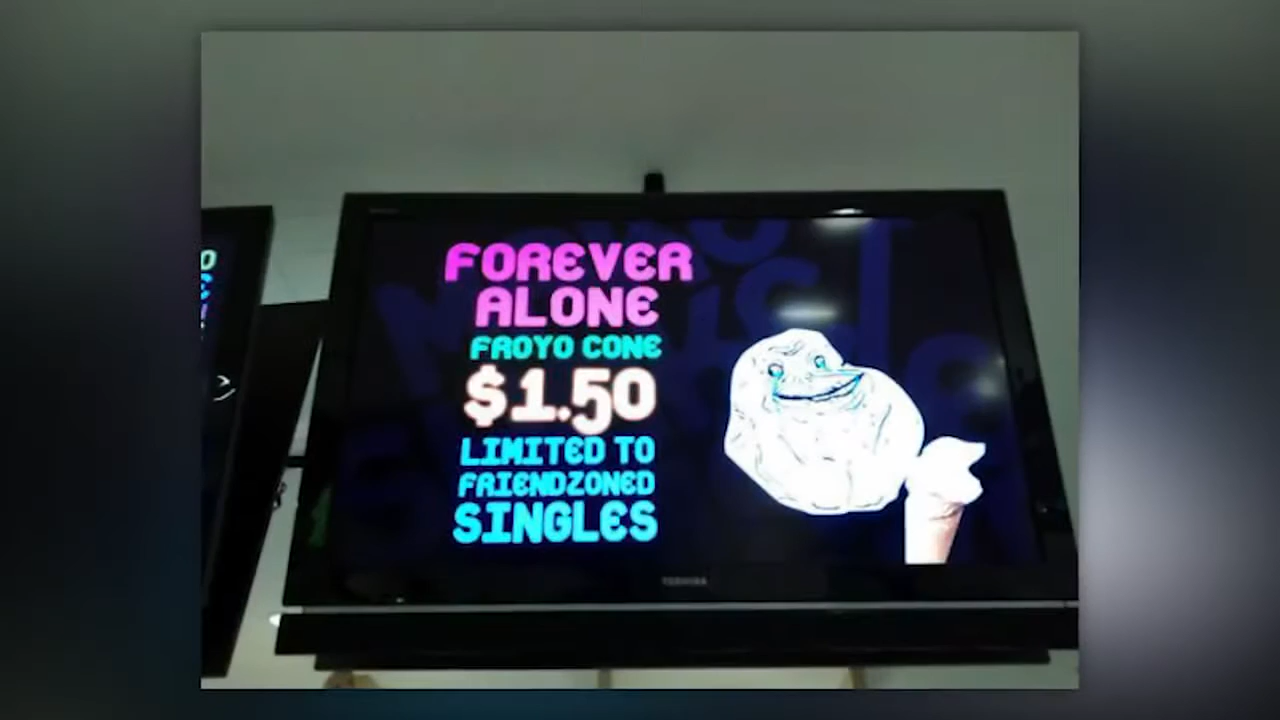 FOREVER
ALONE
FROYO CONE
$1.50
LIMITED TO
FRIENDZONED
SINGLES
TOSHIBA